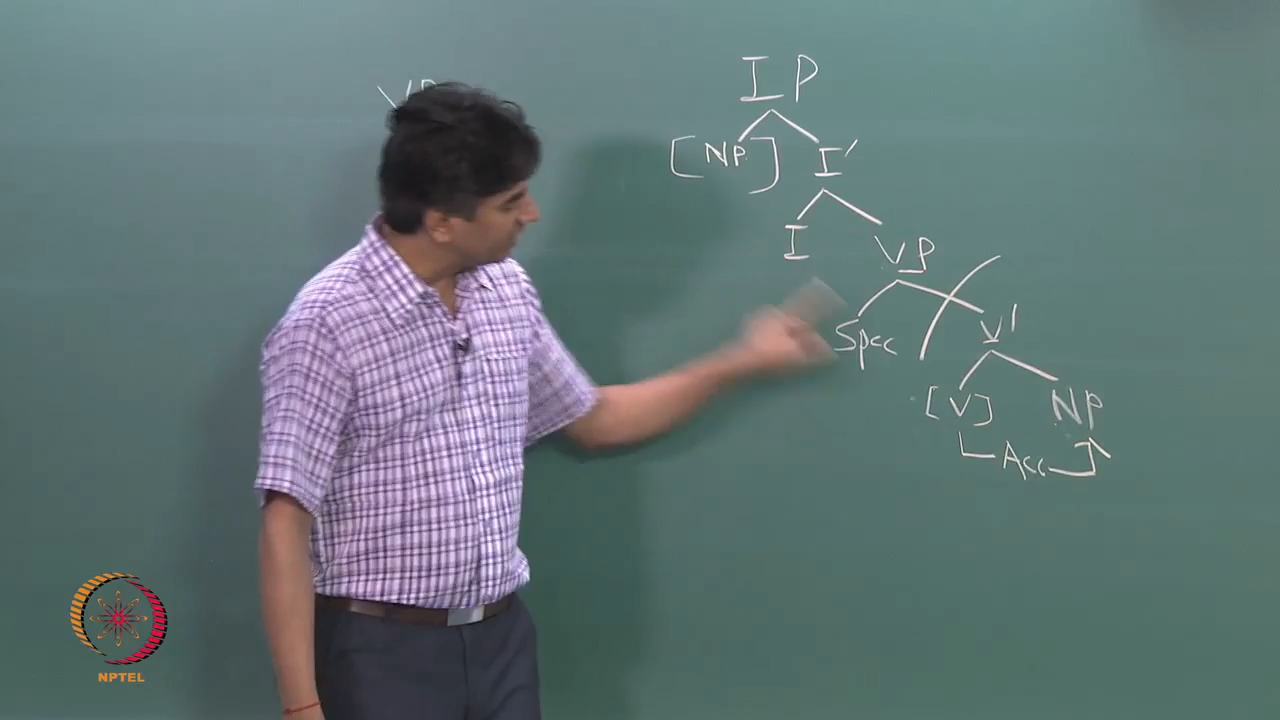 IP
[NP] I'
I VP
Spec V'
[V] NP
Acc
NPTEL